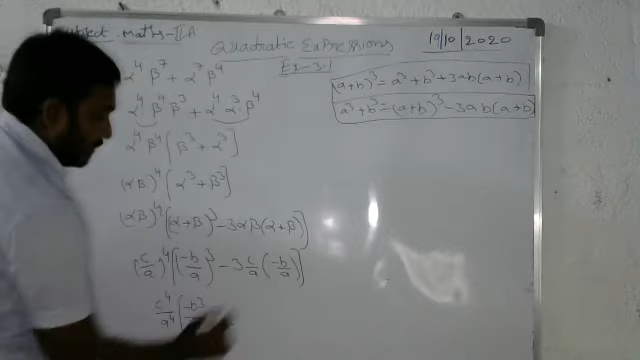 Subject : maths-IIA
Quadratic Expressions
19/10/2020
Ex-3.1
α⁴β⁷ + α⁷β⁴
α⁴β⁴β³ + α⁴α³β⁴
α⁴β⁴[β³ + α³]
(αβ)⁴[α³ + β³]
(αβ)⁴[(α+β)³ - 3αβ(α+β)]
(c/a)⁴[(-b/a)³ - 3 c/a (-b/a)]
c⁴/a⁴[-b³
(a+b)³ = a³ + b³ + 3ab(a+b)
a³ + b³ = (a+b)³ - 3ab(a+b)